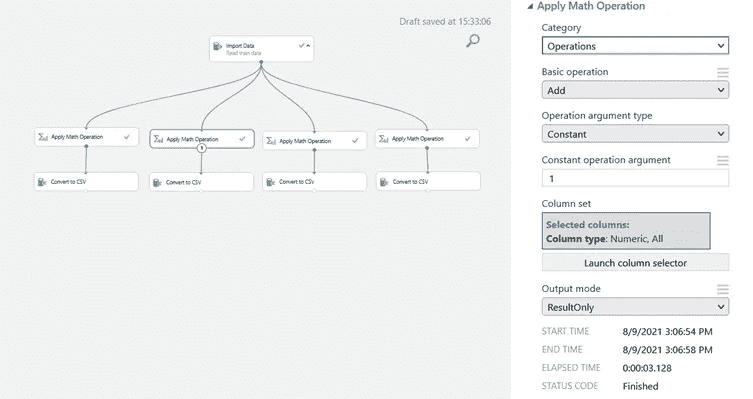 Draft saved at 15:33:06
Import Data
Read train data
Apply Math Operation
Apply Math Operation
Apply Math Operation
Apply Math Operation
1
Convert to CSV
Convert to CSV
Convert to CSV
Convert to CSV
Apply Math Operation
Category
Operations
Basic operation
Add
Operation argument type
Constant
Constant operation argument
1
Column set
Selected columns:
Column type: Numeric, All
Launch column selector
Output mode
ResultOnly
START TIME 8/9/2021 3:06:54 PM
END TIME 8/9/2021 3:06:58 PM
ELAPSED TIME 0:00:03.128
STATUS CODE Finished